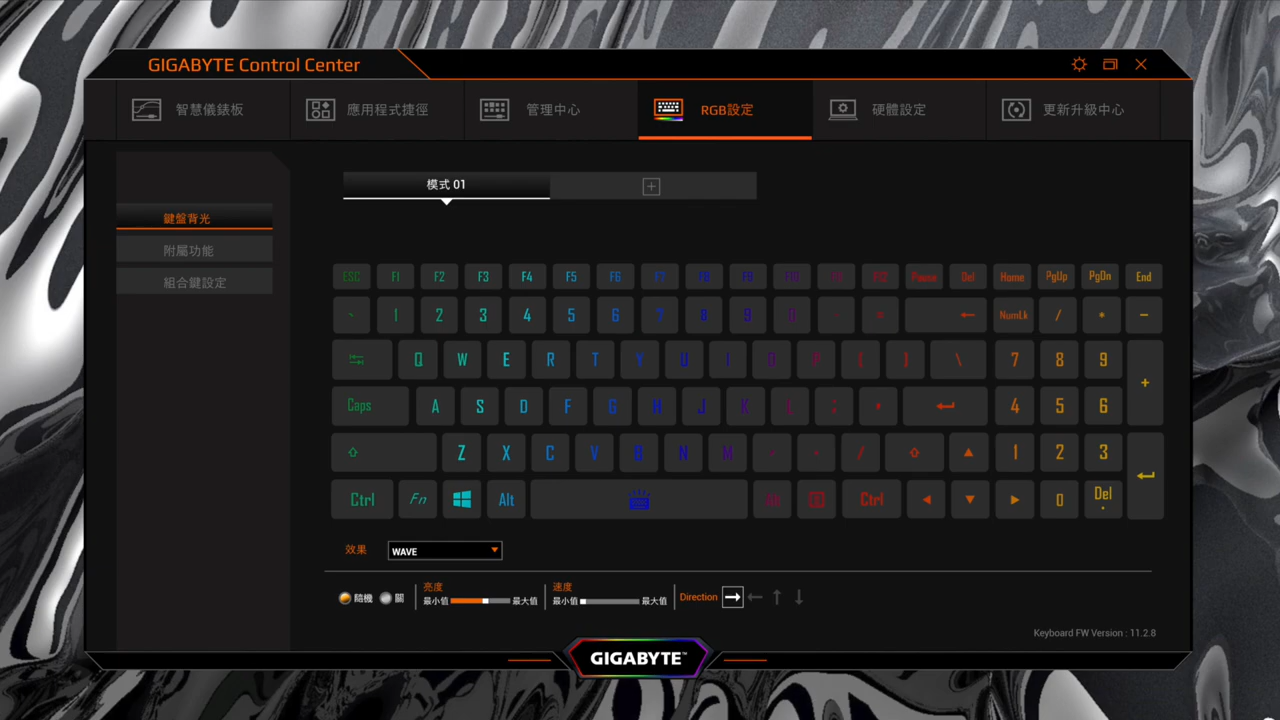 GIGABYTE Control Center
智慧儀錶板 應用程式捷徑 管理中心 RGB設定 硬體設定 更新升級中心
模式 01
鍵盤背光
附屬功能
組合鍵設定
ESC F1 F2 F3 F4 F5 F6 F7 F8 F9 F10 F11 F12 Pause Del Home PgUp PgDn End
1 2 3 4 5 6 7 8 9 0 - = ← NumLk / * -
Q W E R T Y U I O P [ ] \ 7 8 9 +
Caps A S D F G H J K L ; ← 4 5 6
Z X C V B N M / 1 2 3
Ctrl Fn Alt Alt Ctrl 0 Del .
效果 WAVE
隨機 關 亮度 最小值 最大值 速度 最小值 最大值 Direction → ← ↑ ↓
Keyboard FW Version : 11.2.8
GIGABYTE™